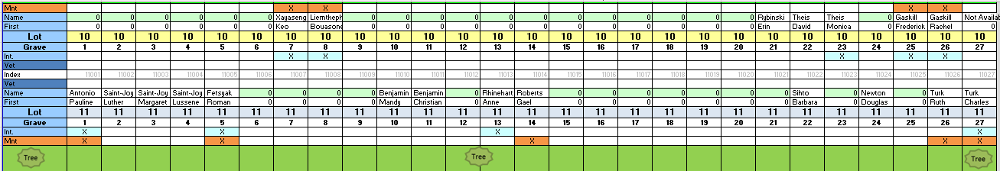 Mnt X X X X
Name 0 0 0 0 0 0 Xayaseng Liemtheph 0 0 0 0 0 0 0 0 0 0 0 0 Rybinski Theis Theis 0 Gaskill Gaskill Not Availab
First 0 0 0 0 0 0 Keo Bouasone 0 0 0 0 0 0 0 0 0 0 0 0 Erin David Monica 0 Frederick Rachel 0
Lot 10 10 10 10 10 10 10 10 10 10 10 10 10 10 10 10 10 10 10 10 10 10 10 10 10 10 10
Grave 1 2 3 4 5 6 7 8 9 10 11 12 13 14 15 16 17 18 19 20 21 22 23 24 25 26 27
Int. X X X X X
Vet
Index 11001 11002 11003 11004 11005 11006 11007 11008 11009 11010 11011 11012 11013 11014 11015 11016 11017 11018 11019 11020 11021 11022 11023 11024 11025 11026 11027
Vet
Name Antonio Saint-Joy Saint-Joy Saint-Joy Fetsyak 0 0 0 0 Benjamin Benjamin 0 Rhinehart Roberts 0 0 0 0 0 0 0 Sihto 0 Newton 0 Turk Turk
First Pauline Luther Margaret Lussene Roman 0 0 0 0 Mandy Christian 0 Anne Gael 0 0 0 0 0 0 0 Barbara 0 Douglas 0 Ruth Charles
Lot 11 11 11 11 11 11 11 11 11 11 11 11 11 11 11 11 11 11 11 11 11 11 11 11 11 11 11
Grave 1 2 3 4 5 6 7 8 9 10 11 12 13 14 15 16 17 18 19 20 21 22 23 24 25 26 27
Int. X X X X
Mnt X X X X X
Tree Tree Tree